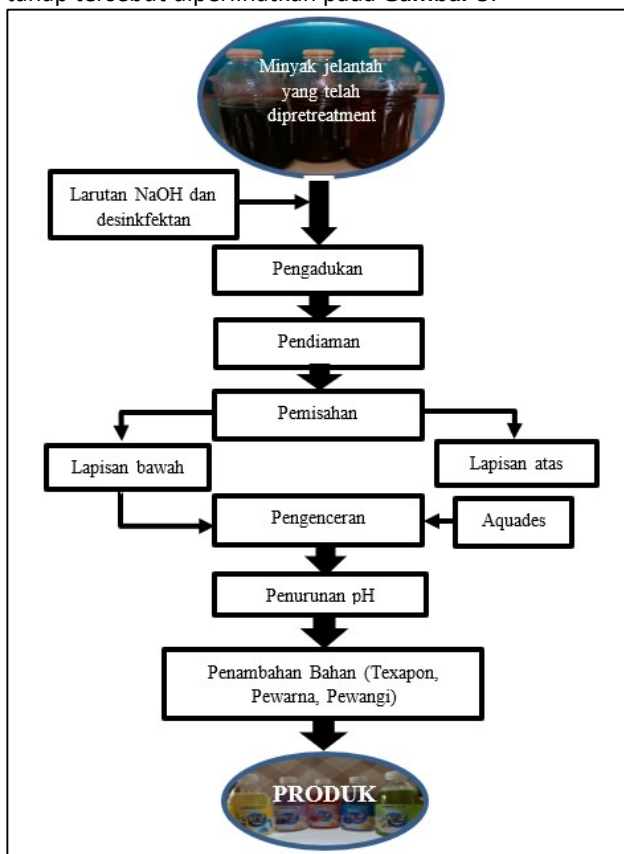 tahap tersebut diperlihatkan pada Gambar
Minyak jelantah
yang telah
dipretreatment
Larutan NaOH dan
desinkfektan
Pengadukan
Pendiaman
Pemisahan
Lapisan bawah
Lapisan atas
Pengenceran
Aquades
Penurunan pH
Penambahan Bahan (Texapon,
Pewarna, Pewangi)
PRODUK